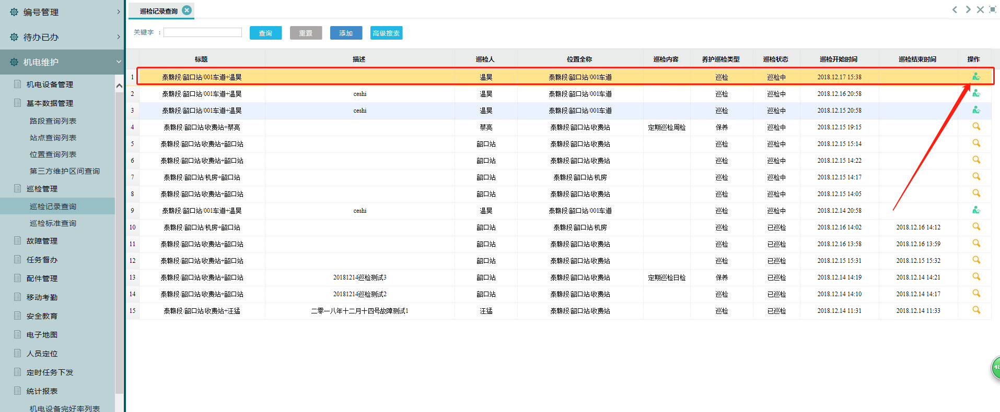 编号管理
待办已办
机电维护
机电设备管理
基本数据管理
路段查询列表
站点查询列表
位置查询列表
第三方维护区间查询
巡检管理
巡检记录查询
巡检标准查询
故障管理
任务督办
配件管理
移动考勤
安全教育
电子地图
人员定位
定时任务下发
统计报表
机电设备完好率列表
巡检记录查询
关键字 : 查询 重置 添加 高级搜索
标题 描述 巡检人 位置全称 巡检内容 养护巡检类型 巡检状态 巡检开始时间 巡检结束时间 操作
1 泰赣段/韶口站/001车道+温昊 温昊 泰赣段/韶口站/001车道 巡检 巡检中 2018.12.17 15:38
2 泰赣段/韶口站/001车道+温昊 ceshi 温昊 泰赣段/韶口站/001车道 巡检 巡检中 2018.12.16 20:58
3 泰赣段/韶口站/001车道+温昊 ceshi 温昊 泰赣段/韶口站/001车道 巡检 巡检中 2018.12.15 20:58
4 泰赣段/韶口站/收费站+蔡亮 蔡亮 泰赣段/韶口站/收费站 定期巡检周检 保养 巡检中 2018.12.15 19:15
5 泰赣段/韶口站/收费站+韶口站 韶口站 泰赣段/韶口站/收费站 巡检 巡检中 2018.12.15 15:14
6 泰赣段/韶口站/收费站+韶口站 韶口站 泰赣段/韶口站/收费站 巡检 巡检中 2018.12.15 14:22
7 泰赣段/韶口站/机房+韶口站 韶口站 泰赣段/韶口站/机房 巡检 巡检中 2018.12.15 14:17
8 泰赣段/韶口站/收费站+韶口站 韶口站 泰赣段/韶口站/收费站 巡检 巡检中 2018.12.15 14:05
9 泰赣段/韶口站/001车道+温昊 ceshi 温昊 泰赣段/韶口站/001车道 巡检 巡检中 2018.12.14 20:58
10 泰赣段/韶口站/机房+韶口站 韶口站 泰赣段/韶口站/机房 巡检 已巡检 2018.12.16 14:02 2018.12.16 14:12
11 泰赣段/韶口站/收费站+韶口站 韶口站 泰赣段/韶口站/收费站 巡检 已巡检 2018.12.16 13:58 2018.12.16 13:59
12 泰赣段/韶口站/收费站+韶口站 韶口站 泰赣段/韶口站/收费站 巡检 已巡检 2018.12.15 15:31 2018.12.15 15:32
13 泰赣段/韶口站/收费站+韶口站 20181214巡检测试3 韶口站 泰赣段/韶口站/收费站 定期巡检日检 保养 已巡检 2018.12.14 14:19 2018.12.14 14:21
14 泰赣段/韶口站/收费站+韶口站 20181214巡检测试2 韶口站 泰赣段/韶口站/收费站 巡检 已巡检 2018.12.14 14:10 2018.12.14 14:17
15 泰赣段/韶口站/收费站+汪猛 二零一八年十二月十四号故障测试1 汪猛 泰赣段/韶口站/收费站 巡检 已巡检 2018.12.14 11:31 2018.12.14 11:33